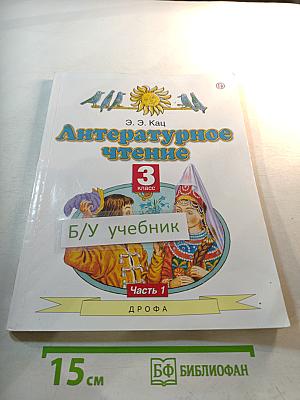 Э. Э. Кац
Литературное
чтение
3
класс
Б/У учебник
Часть 1
ДРОФА
15 см
БФ БИБЛИОФАН